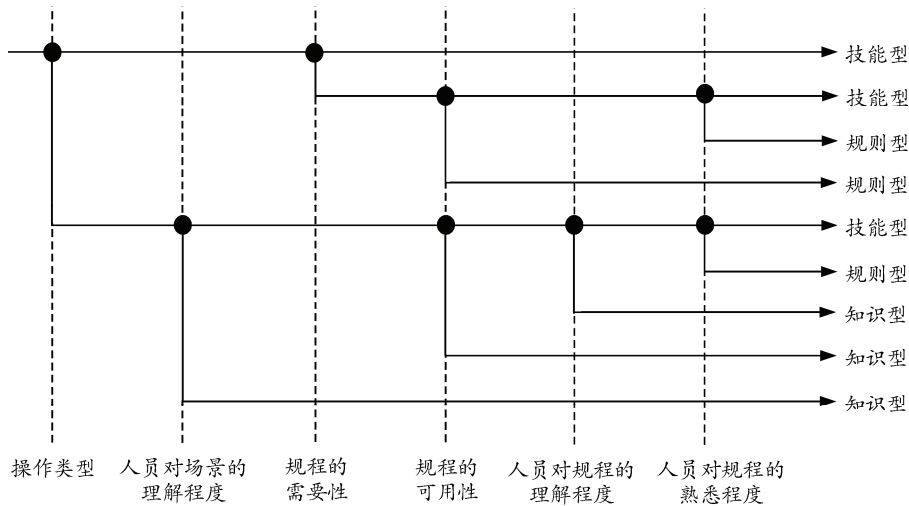 技能型
技能型
规则型
规则型
技能型
规则型
知识型
知识型
知识型
操作类型
人员对场景的
理解程度
规程的
需要性
规程的
可用性
人员对规程的
理解程度
人员对规程的
熟悉程度